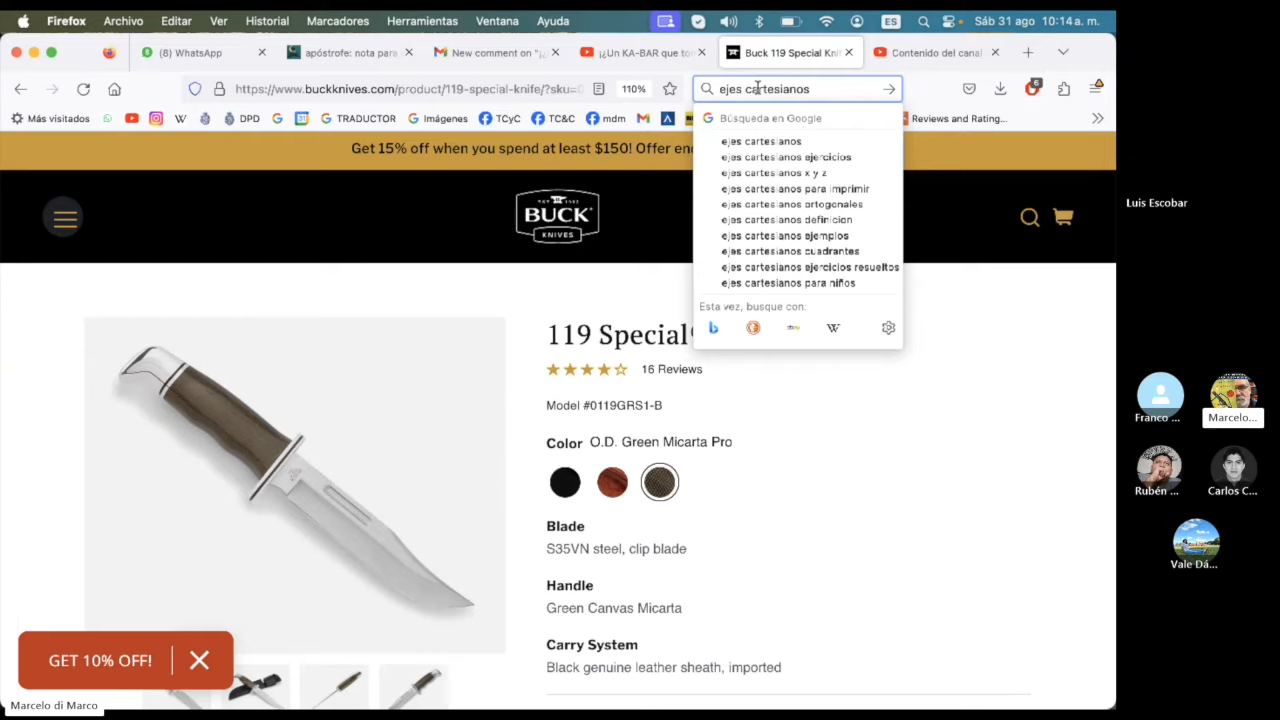 Firefox Archivo Editar Ver Historial Marcadores Herramientas Ventana Ayuda ES Sáb 31 ago 10:14 a. m.
(8) WhatsApp apóstrofe: nota para New comment on "¡¿ ¡¿Un KA-BAR que to Buck 119 Special Kni Contenido del canal
https://www.buckknives.com/product/119-special-knife/?sku=0 110% ejes cartesianos
Más visitados DPD TRADUCTOR Imágenes TCyC TC&C mdm Reviews and Rating...
Búsqueda en Google
ejes cartesianos
ejes cartesianos ejercicios
ejes cartesianos x y z
ejes cartesianos para imprimir
ejes cartesianos ortogonales
ejes cartesianos definicion
ejes cartesianos ejemplos
ejes cartesianos cuadrantes
ejes cartesianos ejercicios resueltos
ejes cartesianos para niños
Esta vez, busque con:
Get 15% off when you spend at least $150! Offer en
BUCK
KNIVES
119 Special
16 Reviews
Model #0119GRS1-B
Color O.D. Green Micarta Pro
Blade
S35VN steel, clip blade
Handle
Green Canvas Micarta
Carry System
Black genuine leather sheath, imported
GET 10% OFF!
Marcelo di Marco
Luis Escobar
Franco ... Marcelo...
Rubén ... Carlos C...
Vale Dá...